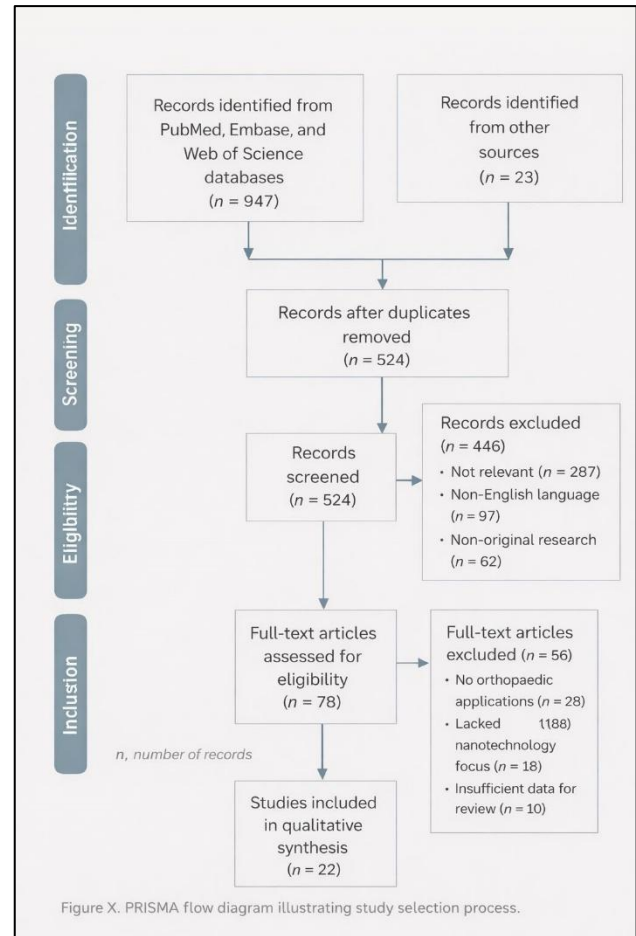 Identification
Records identified from
PubMed, Embase, and
Web of Science
databases
(n = 947)
Records identified
from other
sources
(n = 23)
Screening
Records after duplicates
removed
(n = 524)
Eligibiitry
Records
screened
(n = 524)
Records excluded
(n = 446)
• Not relevant (n = 287)
• Non-English language
(n = 97)
• Non-original research
(n = 62)
Inclustion
Full-text articles
assessed for
eligibility
(n = 78)
Full-text articles
excluded (n = 56)
• No orthopaedic
applications (n = 28)
• Lacked 1188)
nanotechnology
focus (n = 18)
• Insufficient data for
review (n = 10)
n, number of records
Studies included
in qualitative
synthesis
(n = 22)
Figure X. PRISMA flow diagram illustrating study selection process.